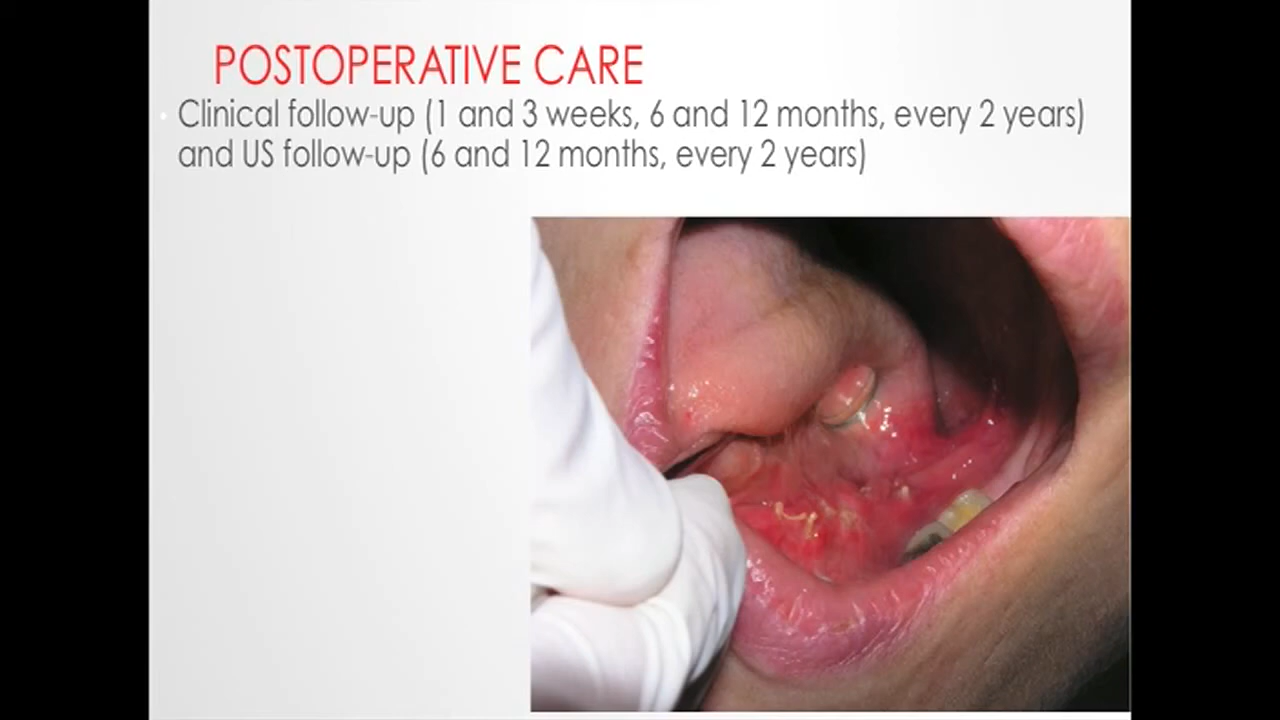 POSTOPERATIVE CARE
Clinical follow-up (1 and 3 weeks, 6 and 12 months, every 2 years)
and US follow-up (6 and 12 months, every 2 years)